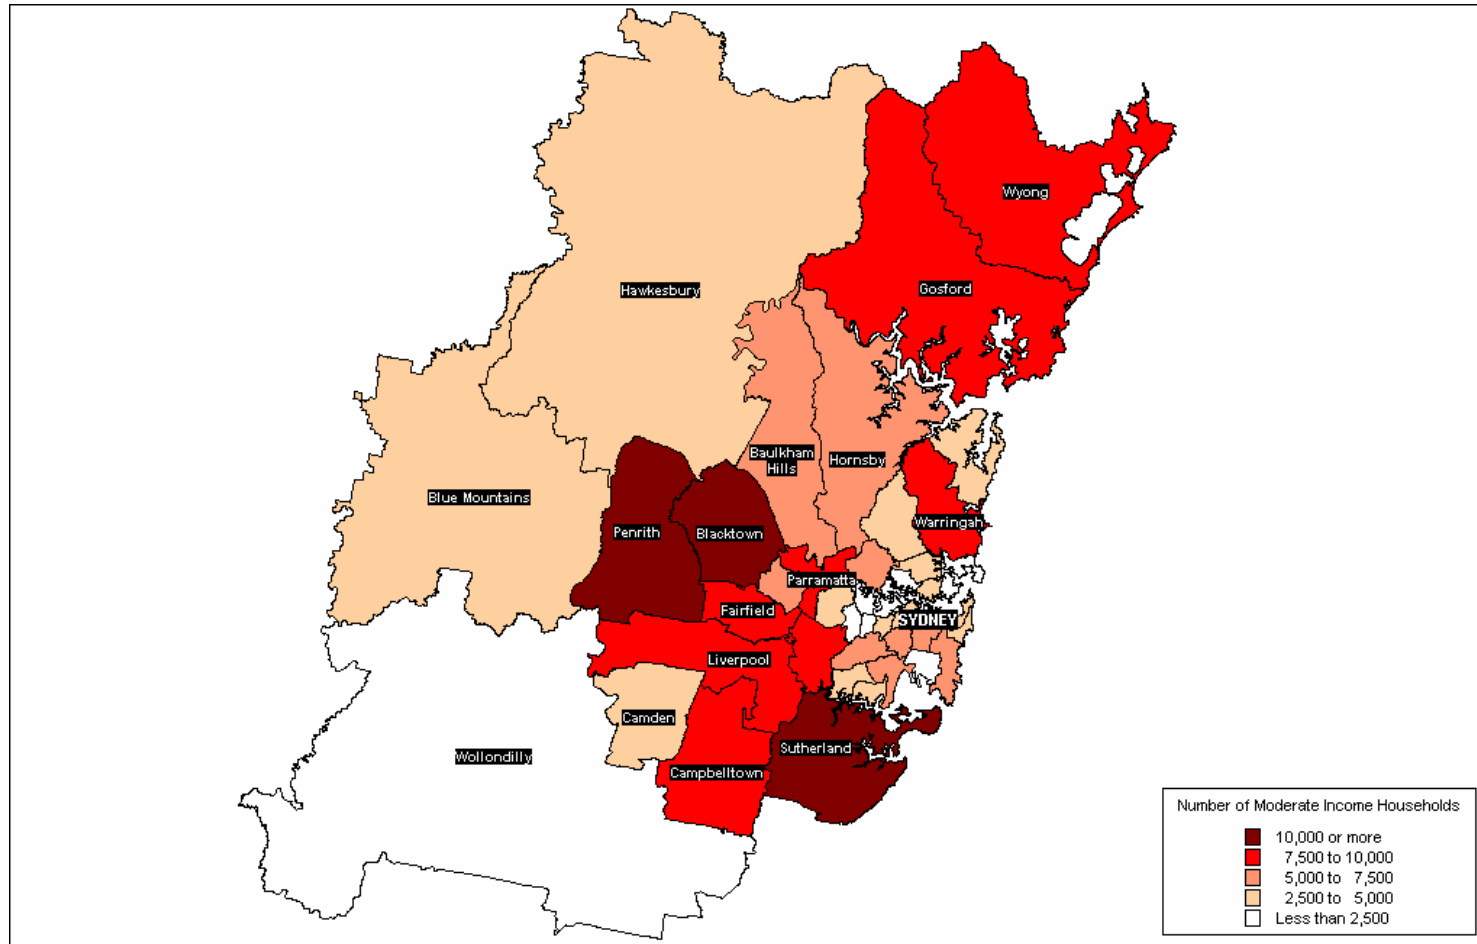 Wyong
Gosford
Hawkesbury
Baulkham
Hills
Hornsby
Blue Mountains
Warringah
Penrith
Blacktown
Parramatta
Fairfield
SYDNEY
Liverpool
Camden
Sutherland
Wollondilly
Campbelltown
Number of Moderate Income Households
10,000 or more
7,500 to 10,000
5,000 to 7,500
2,500 to 5,000
Less than 2,500